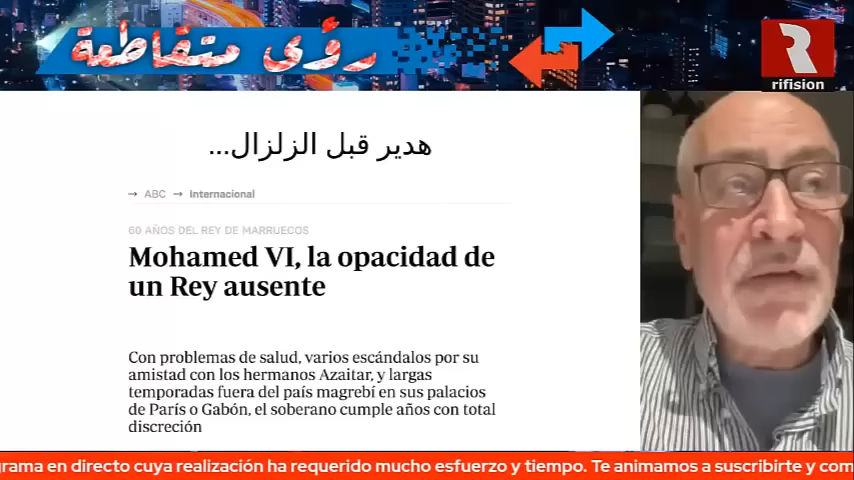 رؤى متقاطعة
rifision
هدير قبل الزلزال...
→ ABC → Internacional
60 AÑOS DEL REY DE MARRUECOS
Mohamed VI, la opacidad de
un Rey ausente
Con problemas de salud, varios escándalos por su
amistad con los hermanos Azaitar, y largas
temporadas fuera del país magrebí en sus palacios
de París o Gabón, el soberano cumple años con total
discreción
grama en directo cuya realización ha requerido mucho esfuerzo y tiempo. Te animamos a suscribirte y com